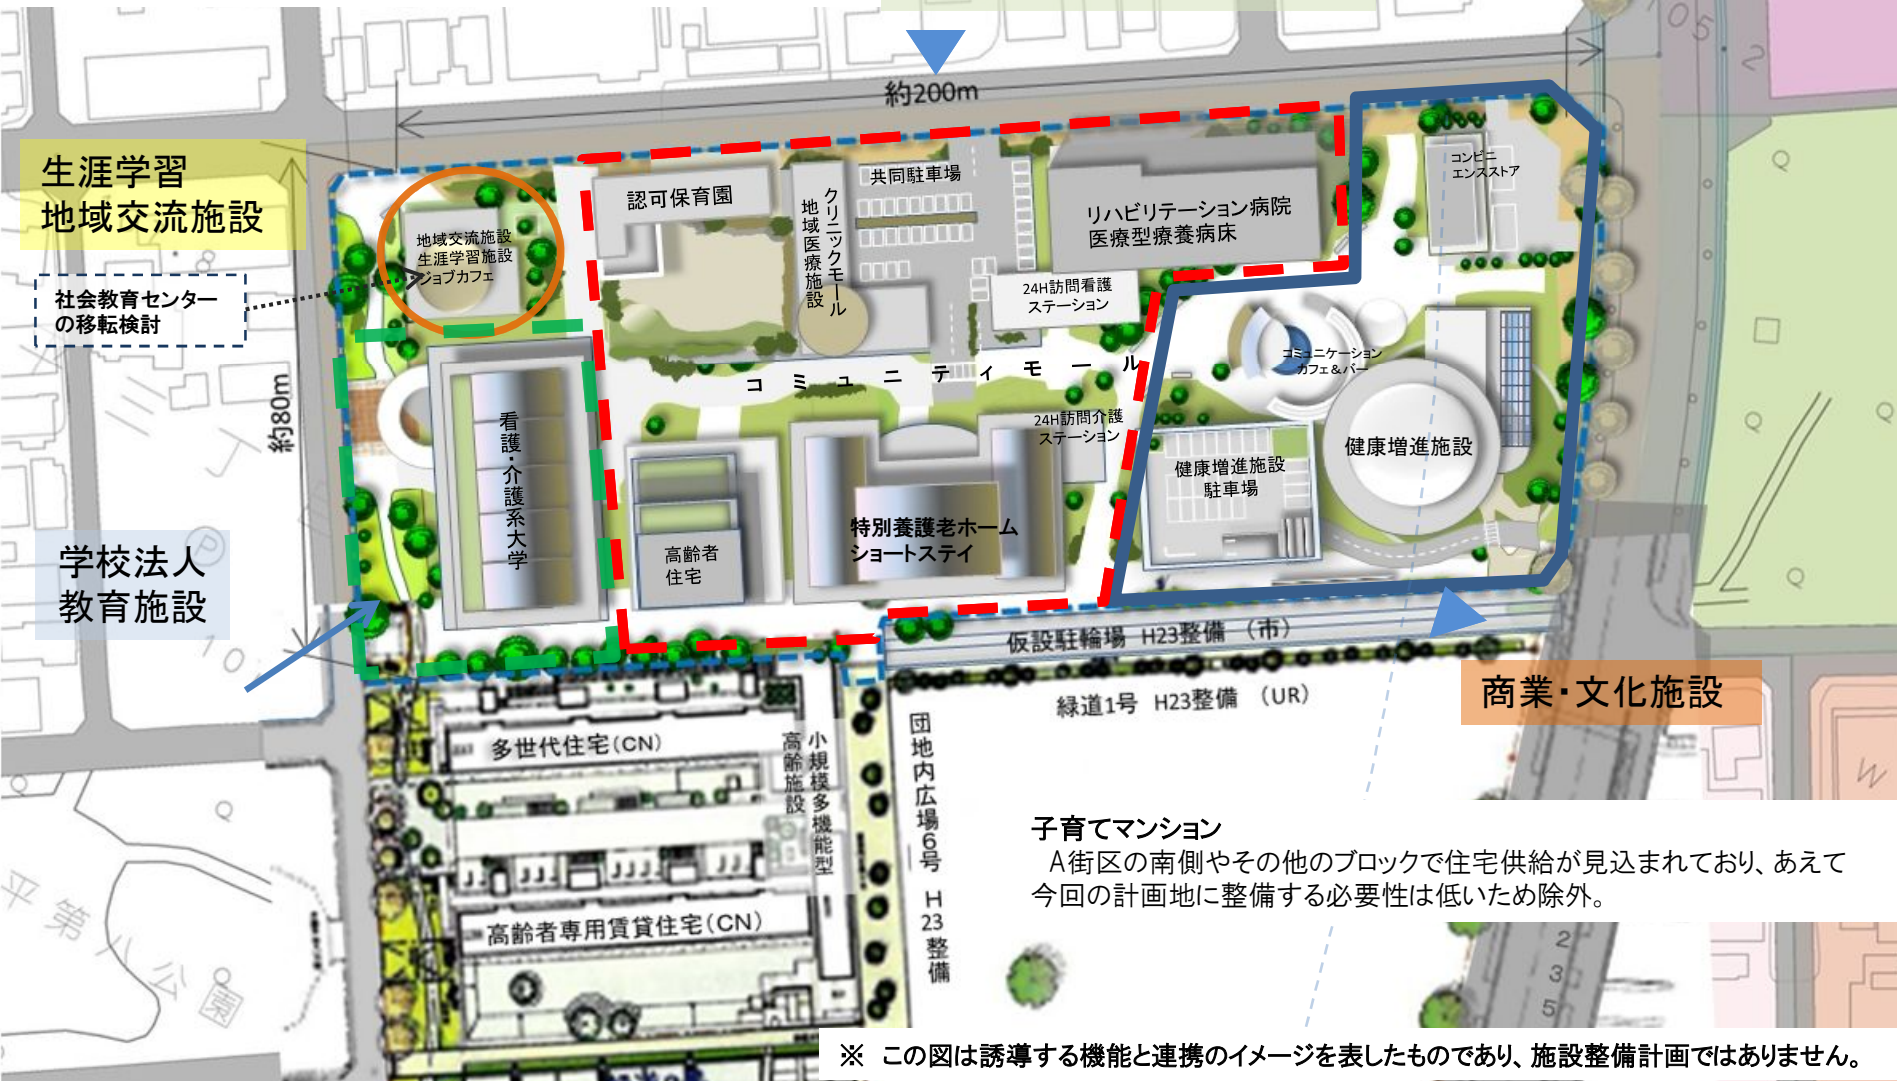 約200m
生涯学習
地域交流施設
社会教育センター
の移転検討
約80m
学校法人
教育施設
地域交流施設
生涯学習施設
ジョブカフェ
認可保育園
クリニックモール
地域医療施設
共同駐車場
リハビリテーション病院
医療型療養病床
24H訪問看護
ステーション
コンビニ
エンスストア
コミュニティモール
コミュニケーション
カフェ&バー
看護・介護系大学
高齢者
住宅
特別養護老ホーム
ショートステイ
24H訪問介護
ステーション
健康増進施設
駐車場
健康増進施設
仮設駐輪場 H23整備 (市)
緑道1号 H23整備 (UR)
商業・文化施設
多世代住宅(CN)
小規模多機能型
高齢施設
団地内広場6号 H23整備
高齢者専用賃貸住宅(CN)
平第八公園
子育てマンション
A街区の南側やその他のブロックで住宅供給が見込まれており、あえて
今回の計画地に整備する必要性は低いため除外。
※ この図は誘導する機能と連携のイメージを表したものであり、施設整備計画ではありません。